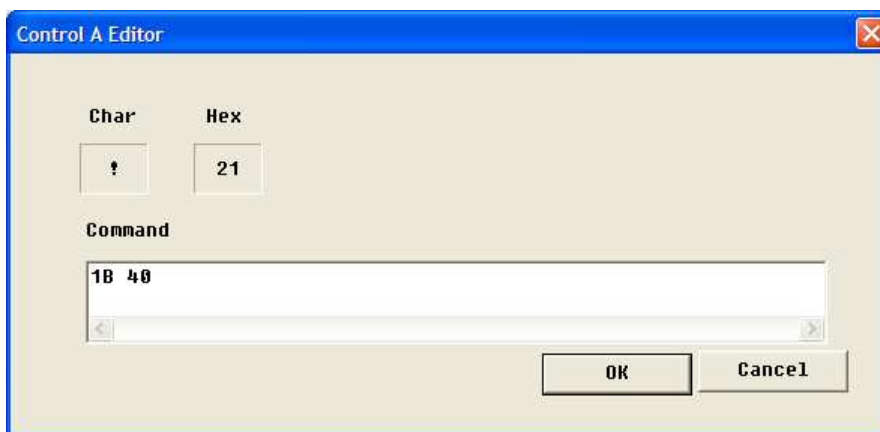 Control A Editor
Char Hex
! 21
Command
1B 40
OK Cancel